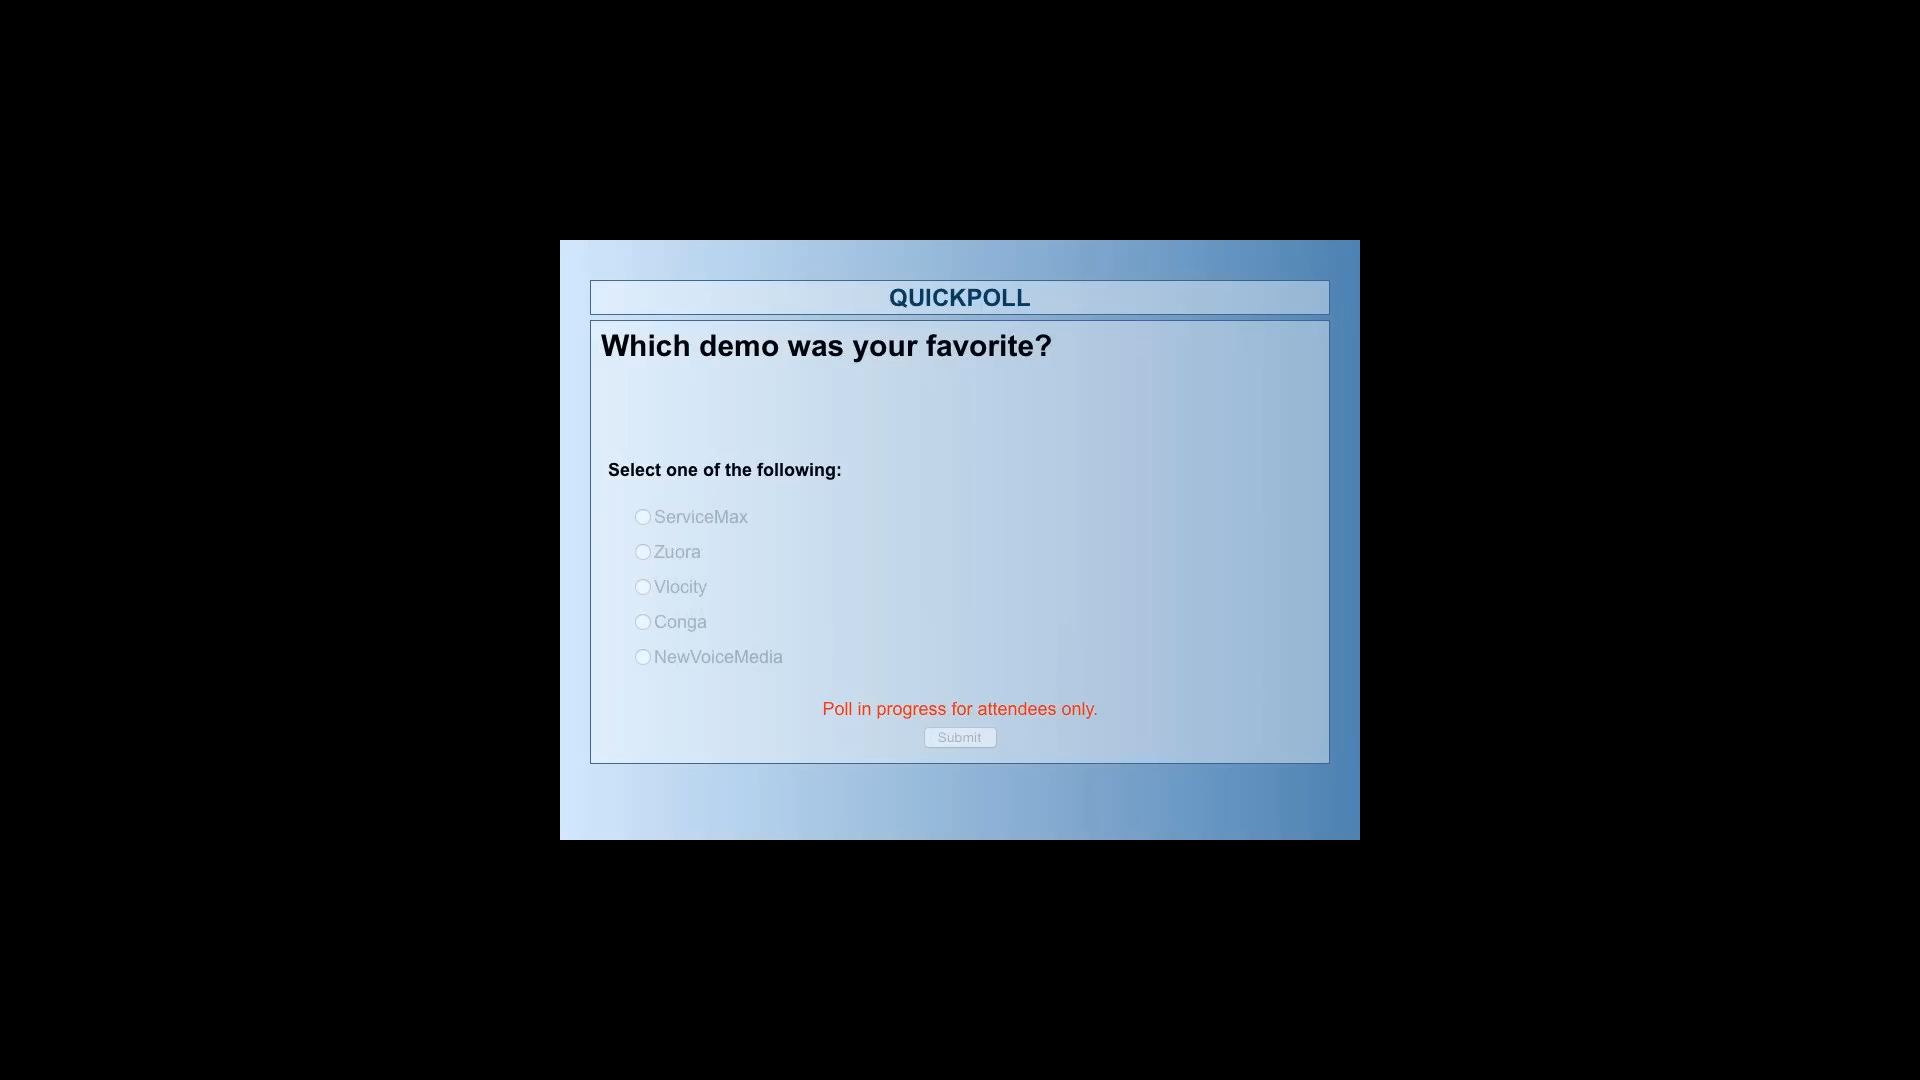 QUICKPOLL
Which demo was your favorite?
Select one of the following:
ServiceMax
Zuora
Vlocity
Conga
NewVoiceMedia
Poll in progress for attendees only.
Submit